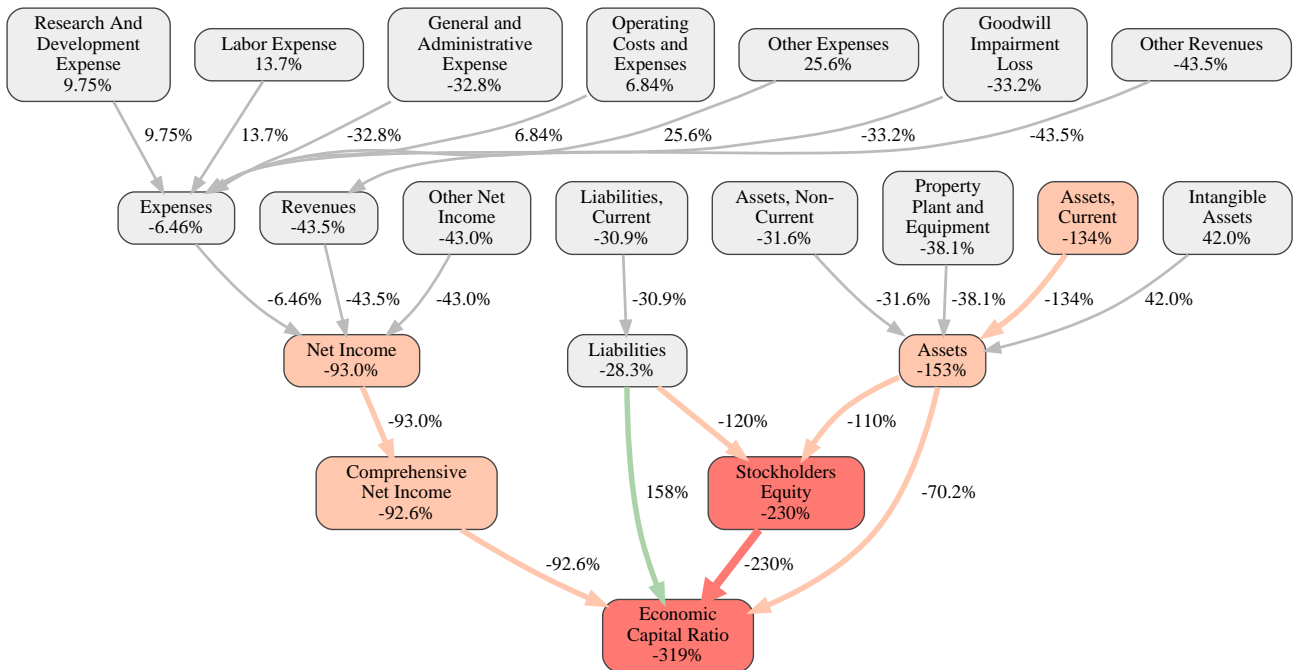 Research And
Development
Expense
9.75%
Labor Expense
13.7%
General and
Administrative
Expense
-32.8%
Operating
Costs and
Expenses
6.84%
Other Expenses
25.6%
Goodwill
Impairment
Loss
-33.2%
Other Revenues
-43.5%
9.75%
13.7%
-32.8%
6.84%
25.6%
-33.2%
-43.5%
Expenses
-6.46%
Revenues
-43.5%
Other Net
Income
-43.0%
Liabilities,
Current
-30.9%
Assets, Non-
Current
-31.6%
Property
Plant and
Equipment
-38.1%
Assets,
Current
-134%
Intangible
Assets
42.0%
-6.46%
-43.5%
-43.0%
-30.9%
-31.6%
-38.1%
-134%
42.0%
Net Income
-93.0%
Liabilities
-28.3%
Assets
-153%
-93.0%
-120%
-110%
Comprehensive
Net Income
-92.6%
158%
Stockholders
Equity
-230%
-70.2%
-92.6%
-230%
Economic
Capital Ratio
-319%